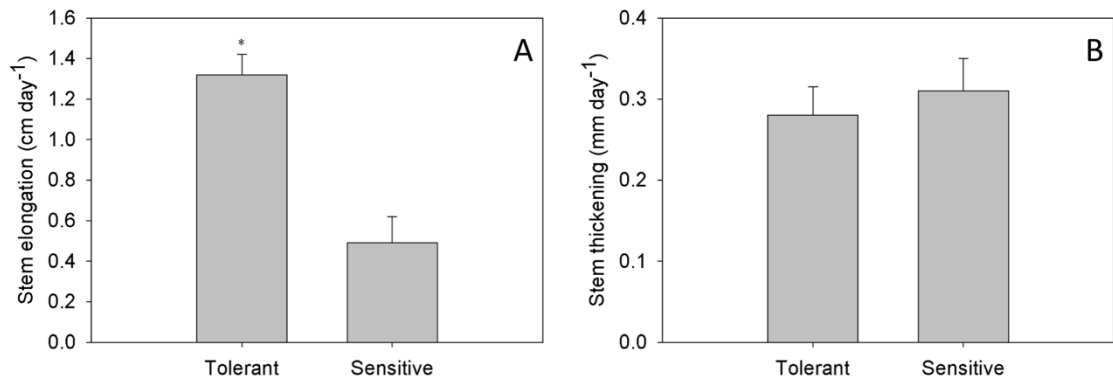 A
Stem elongation (cm day⁻¹)
1.6
1.4
1.2
1.0
0.8
0.6
0.4
0.2
0.0
*
Tolerant Sensitive
B
Stem thickening (mm day⁻¹)
0.4
0.3
0.2
0.1
0.0
Tolerant Sensitive